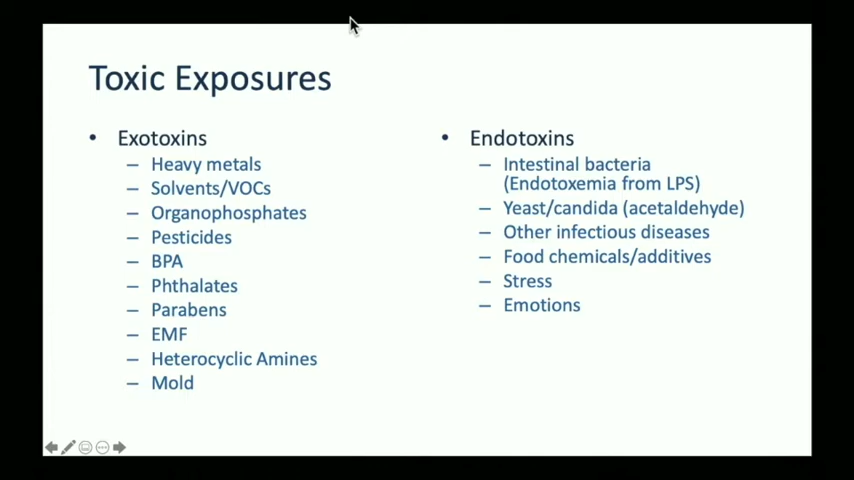 Toxic Exposures
• Exotoxins
– Heavy metals
– Solvents/VOCs
– Organophosphates
– Pesticides
– BPA
– Phthalates
– Parabens
– EMF
– Heterocyclic Amines
– Mold
• Endotoxins
– Intestinal bacteria
(Endotoxemia from LPS)
– Yeast/candida (acetaldehyde)
– Other infectious diseases
– Food chemicals/additives
– Stress
– Emotions